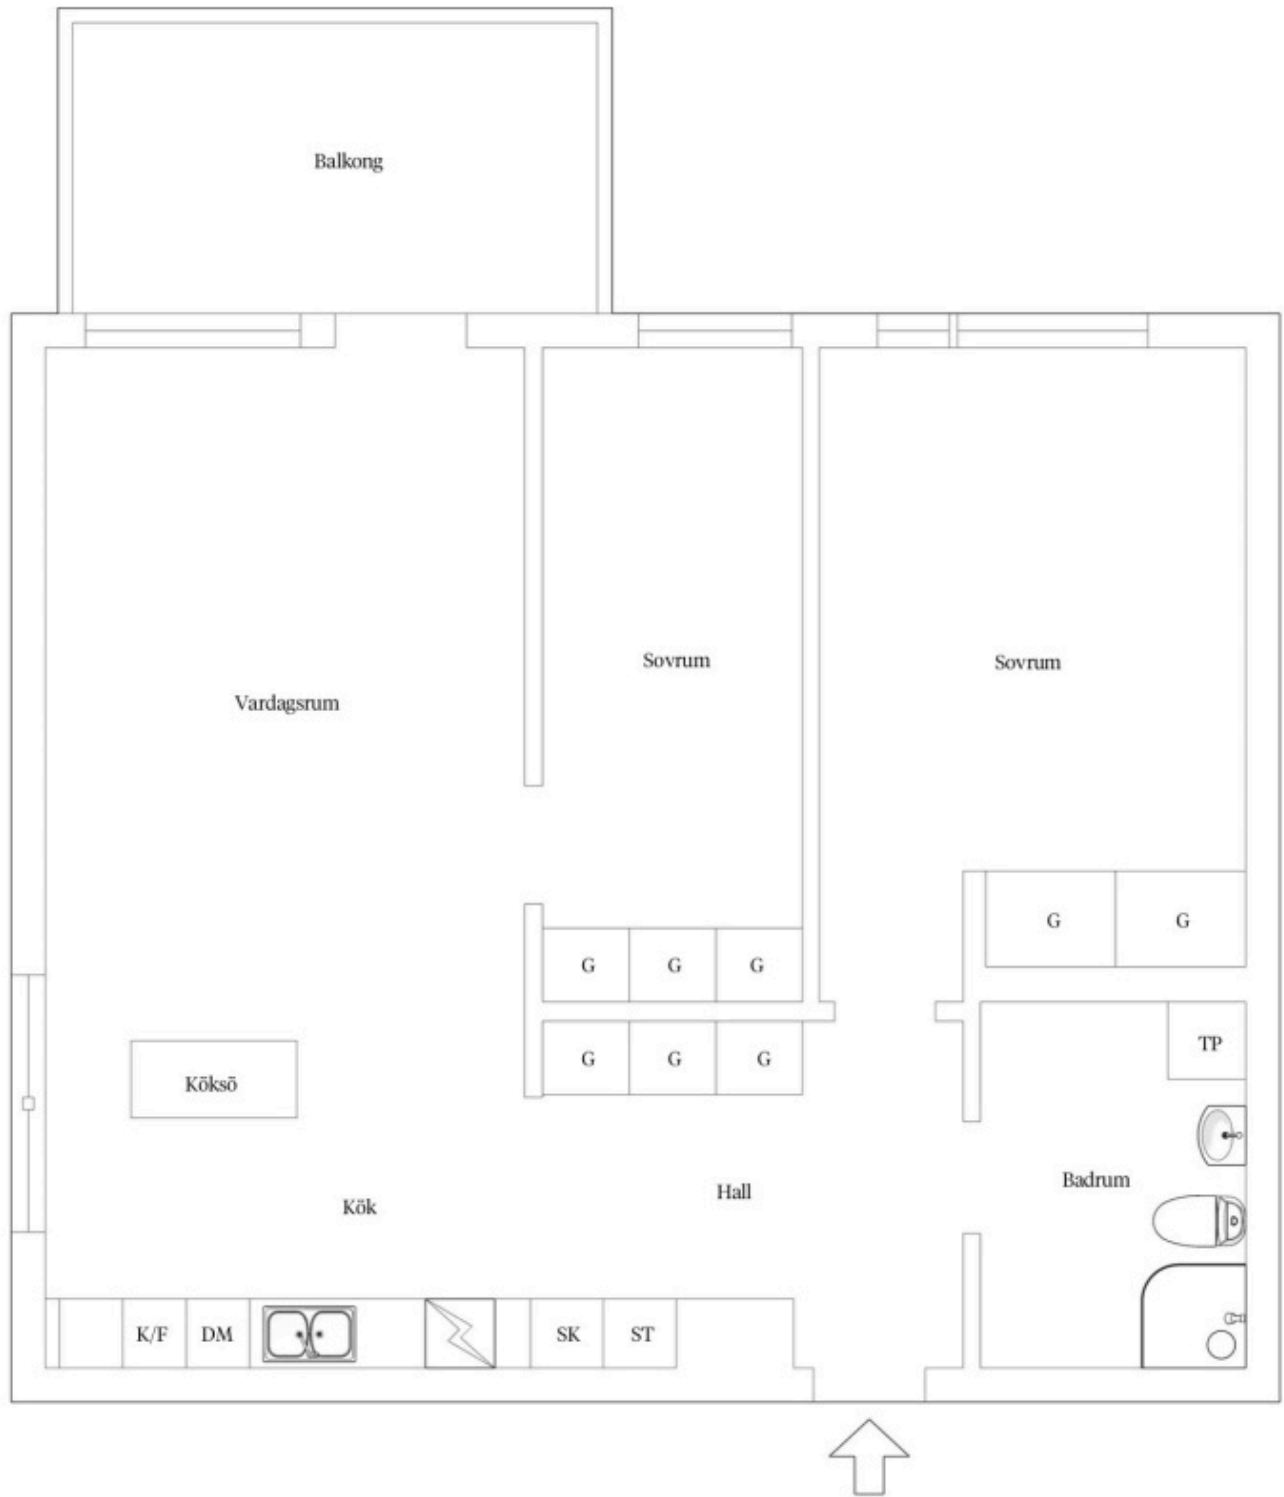 Balkong
Sovrum
Sovrum
Vardagsrum
G
G
G
G
G
G
G
G
TP
Köksö
Badrum
Hall
Kök
K/F
DM
SK
ST